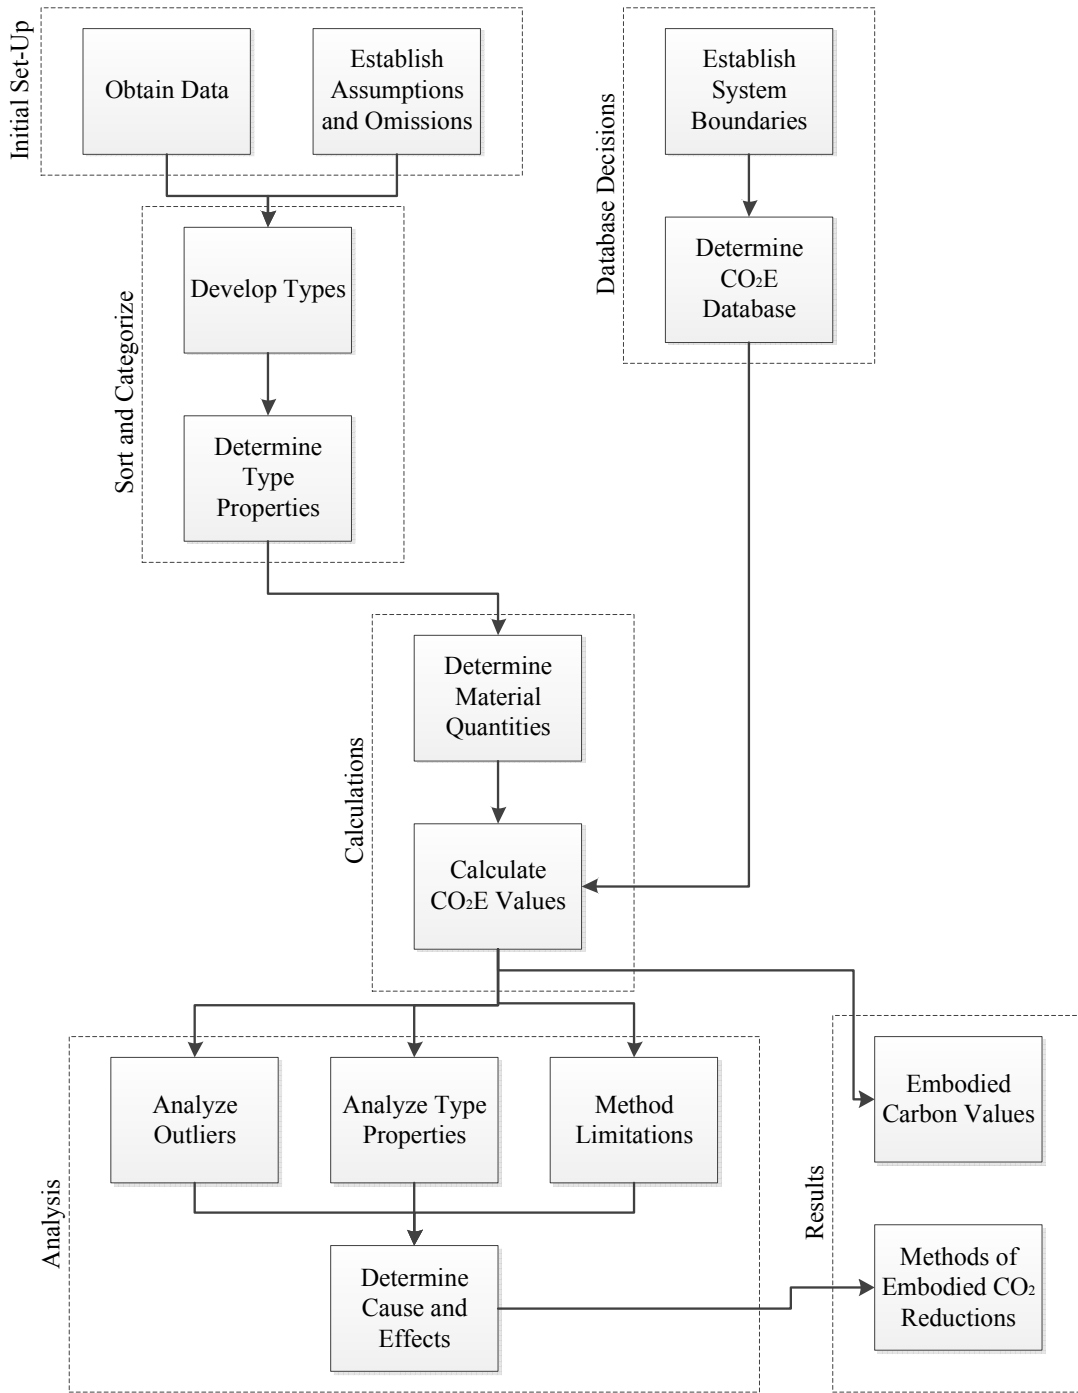 Initial Set-Up
Obtain Data
Establish
Assumptions
and Omissions
Database Decisions
Establish
System
Boundaries
Determine
CO₂E
Database
Sort and Categorize
Develop Types
Determine
Type
Properties
Calculations
Determine
Material
Quantities
Calculate
CO₂E Values
Analysis
Analyze
Outliers
Analyze Type
Properties
Method
Limitations
Determine
Cause and
Effects
Results
Embodied
Carbon Values
Methods of
Embodied CO₂
Reductions